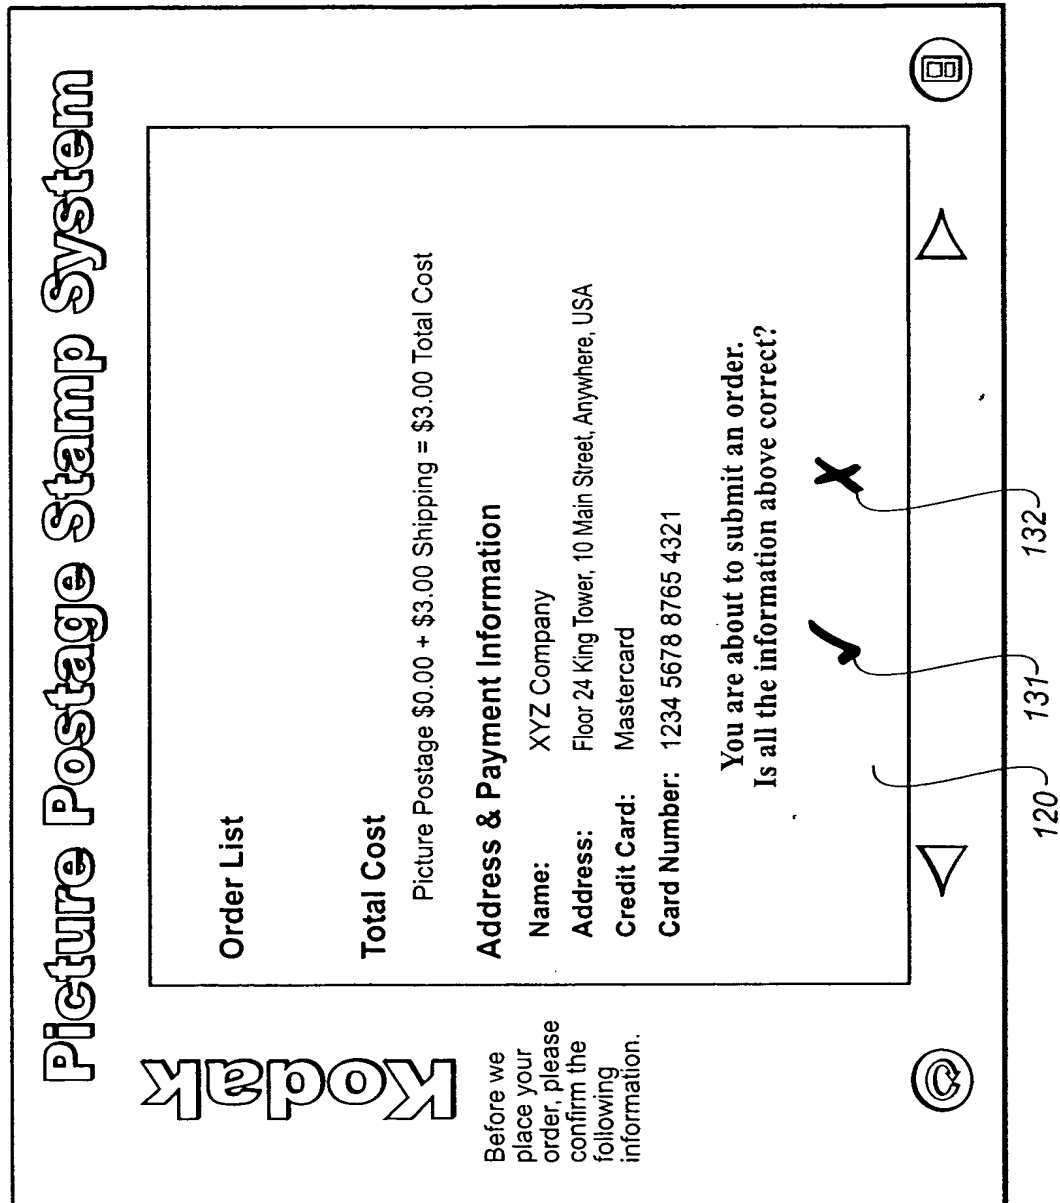 Picture Postage Stamp System
Kodak
Before we
place your
order, please
confirm the
following
information.
Order List
Total Cost
Picture Postage $0.00 + $3.00 Shipping = $3.00 Total Cost
Address & Payment Information
Name: XYZ Company
Address: Floor 24 King Tower, 10 Main Street, Anywhere, USA
Credit Card: Mastercard
Card Number: 1234 5678 8765 4321
You are about to submit an order.
Is all the information above correct?
120
131
132